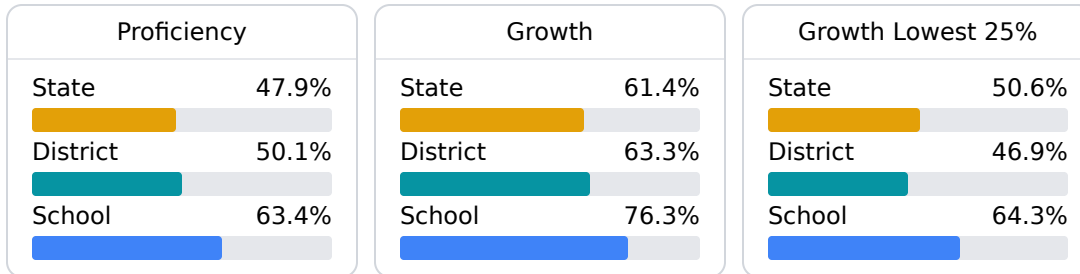 Proficiency
State 47.9%
District 50.1%
School 63.4%
Growth
State 61.4%
District 63.3%
School 76.3%
Growth Lowest 25%
State 50.6%
District 46.9%
School 64.3%